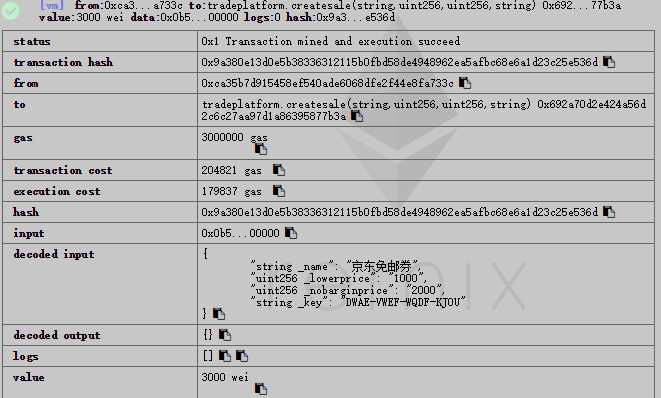 [vm] from:0xca3...a733c to:tradeplatform.createsale(string,uint256,uint256,string) 0x692...77b3a
value:3000 wei data:0x0b5...00000 logs:0 hash:0x9a3...e536d
status 0x1 Transaction mined and execution succeed
transaction hash 0x9a380e13d0e5b38336312115b0fbd58de4948962ea5afbc68e6a1d23c25e536d
from 0xca35b7d915458ef540ade6068dfe2f44e8fa733c
to tradeplatform.createsale(string,uint256,uint256,string) 0x692a70d2e424a56d
2c6c27aa97d1a86395877b3a
gas 3000000 gas
transaction cost 204821 gas
execution cost 179837 gas
hash 0x9a380e13d0e5b38336312115b0fbd58de4948962ea5afbc68e6a1d23c25e536d
input 0x0b5...00000
decoded input {
"string _name": "京东免邮券",
"uint256 _lowerprice": "1000",
"uint256 _nobarginprice": "2000",
"string _key": "DWAE-VWEF-WQDF-KJOU"
}
decoded output {}
logs []
value 3000 wei